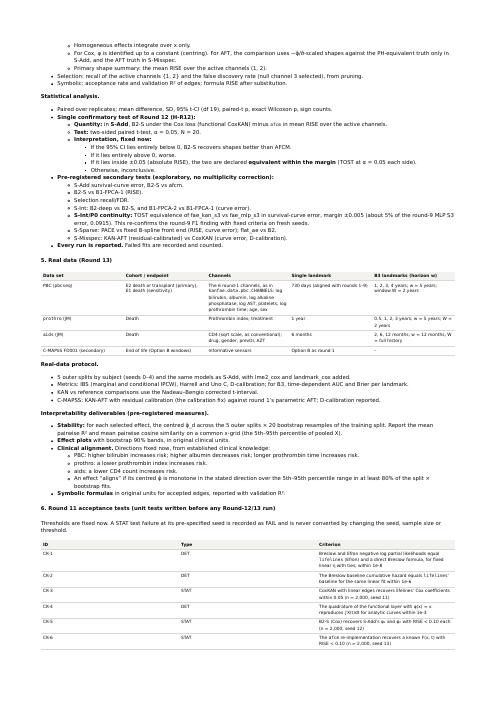 Homogeneous effects integrate over x only.
For Cox, φ is identified up to a constant (centring). For AFT, the comparison uses −ϕ/b-scaled shapes against the PH-equivalent truth only in
S-Add, and the AFT truth in S-Misspec.
Primary shape summary: the mean RISE over the active channels (1, 2).
Selection: recall of the active channels {1, 2} and the false discovery rate (null channel 3 selected), from pruning.
Symbolic: acceptance rate and validation R² of edges; formula RISE after substitution.
Statistical analysis.
Paired over replicates; mean difference, SD, 95% t-CI (df 19), paired-t p, exact Wilcoxon p, sign counts.
Single confirmatory test of Round 12 (H-R12):
Quantity: in S-Add, B2-S under the Cox loss (functional CoxKAN) minus afcm in mean RISE over the active channels.
Test: two-sided paired t-test, α = 0.05, N = 20.
Interpretation, fixed now:
If the 95% CI lies entirely below 0, B2-S recovers shapes better than AFCM.
If it lies entirely above 0, worse.
If it lies inside ±0.05 (absolute RISE), the two are declared equivalent within the margin (TOST at α = 0.05 each side).
Otherwise, inconclusive.
Pre-registered secondary tests (exploratory, no multiplicity correction):
S-Add survival-curve error, B2-S vs afcm.
B2-S vs B1-FPCA-1 (RISE).
Selection recall/FDR.
S-Int: B2-deep vs B2-S, and B1-FPCA-2 vs B1-FPCA-1 (curve error).
S-Int/P0 continuity: TOST equivalence of fae_kan_s3 vs fae_mlp_s3 in survival-curve error, margin ±0.005 (about 5% of the round-9 MLP S3
error, 0.0915). This re-confirms the round-9 F1 finding with fixed criteria on fresh seeds.
S-Sparse: PACE vs fixed B-spline front end (RISE, curve error); flat_ae vs B2.
S-Misspec: KAN-AFT (residual-calibrated) vs CoxKAN (curve error, D-calibration).
Every run is reported. Failed fits are counted, not removed.
5. Real data (Round 13)
Data set Cohort / endpoint Channels Single landmark B3 landmarks (horizon w)
PBC (pbcseq) E2 death or transplant (primary), E1 death (sensitivity) The 6 round-1 channels, as in kanfae.data.pbc.CHANNELS: log bilirubin, albumin, log alkaline phosphatase, log AST, platelets, log prothrombin time; age, sex 730 days (aligned with rounds 1–9) 1, 2, 3, 4 years; w = 5 years; window W = 2 years
prothro (JM) Death Prothrombin index; treatment 1 year 0.5, 1, 2, 3 years; w = 5 years; W = 2 years
aids (JM) Death CD4 (sqrt scale, as conventional); drug, gender, prevOI, AZT 6 months 2, 6, 12 months; w = 12 months; W = full history
C-MAPSS FD001 (secondary) End of life (Option B windows) Informative sensors Option B as round 1 –
Real-data protocol.
5 outer splits by subject (seeds 0–4) and the same models as S-Add, with lme2_cox and landmark_cox added.
Metrics: IBS (marginal and conditional IPCW), Harrell and Uno C, D-calibration; for B3, time-dependent AUC and Brier per landmark.
KAN vs reference comparisons use the Nadeau-Bengio corrected t-interval.
C-MAPSS: KAN-AFT with residual calibration (the calibration fix) against round 1's parametric AFT; D-calibration reported.
Interpretability deliverables (pre-registered measures).
Stability: for each selected effect, the centred φ̂_d across the 5 outer splits × 20 bootstrap resamples of the training split. Report the mean
pairwise R² and mean pairwise cosine similarity on a common x-grid (the 5th–95th percentile of pooled X).
Effect plots with bootstrap 90% bands, in original clinical units.
Clinical alignment. Directions fixed now, from established clinical knowledge:
PBC: higher bilirubin increases risk; higher albumin decreases risk; longer prothrombin time increases risk.
prothro: a lower prothrombin index increases risk.
aids: a lower CD4 count increases risk.
An effect "aligns" if its centred φ̂ is monotone in the stated direction over the 5th–95th percentile range in at least 80% of the split ×
bootstrap fits.
Symbolic formulas in original units for accepted edges, reported with validation R².
6. Round 11 acceptance tests (unit tests written before any Round-12/13 run)
Thresholds are fixed now. A STAT test failure at its pre-specified seed is recorded as FAIL and is never converted by changing the seed, sample size or
threshold.
ID Type Criterion
CK-1 DET Breslow and Efron negative log partial likelihoods equal lifelines (Efron) and a direct Breslow formula, for fixed linear η with ties, within 1e-8
CK-2 DET The Breslow baseline cumulative hazard equals lifelines' baseline for the same linear fit within 1e-6
CK-3 STAT CoxKAN with linear edges recovers lifelines' Cox coefficients within 0.05 (n = 2,000, seed 11)
CK-4 DET The quadrature of the functional layer with φ(x) = x reproduces ∫X(t)dt for analytic curves within 1e-3
CK-5 STAT B2-S (Cox) recovers S-Add's φ₁ and φ₂ with RISE < 0.10 each (n = 2,000, seed 12)
CK-6 STAT The afcm re-implementation recovers a known F(x, t) with RISE < 0.10 (n = 2,000, seed 13)